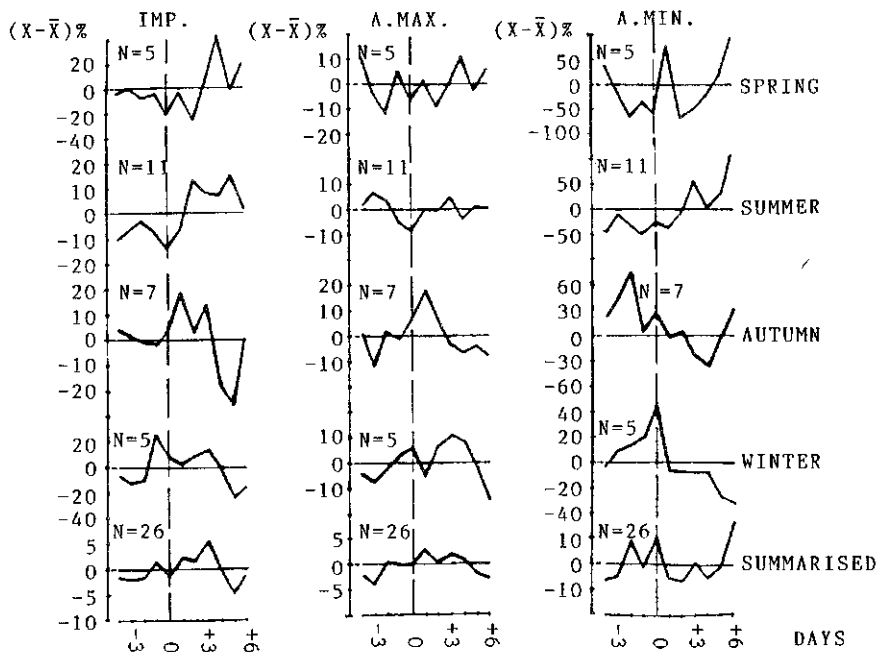 IMP. A.MAX. A.MIN.
(X-X̄)% (X-X̄)% (X-X̄)%
N=5 N=5 N=5
20 10 50
0 0 0
-20 -10 -50
-40 -20 -100
SPRING
N=11 N=11 N=11
20
10 10 50
0 0 0
-10 -10 -50
-20
SUMMER
N=7 N=7 N=7
20 20 60
10 10 30
0 0 0
-10 -10 -30
-20 -60
AUTUMN
N=5 N=5 N=5
40
20 10 20
0 0 0
-20 -10 -20
-40 -40
WINTER
N=26 N=26 N=26
5 5 10
0 0 0
-5 -5 -10
-10
SUMMARISED
-3 0 +3 +6 -3 0 +3 +6 -3 0 +3 +6 DAYS